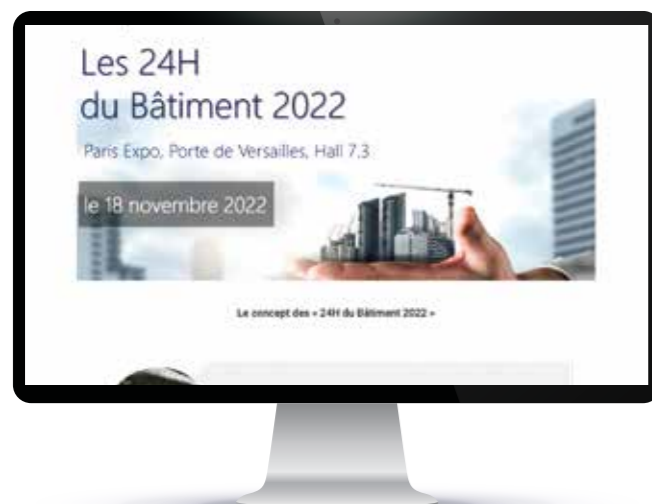 Les 24H
du Bâtiment 2022
Paris Expo, Porte de Versailles, Hall 7.3
le 18 novembre 2022
Le concept des « 24H du Bâtiment 2022 »